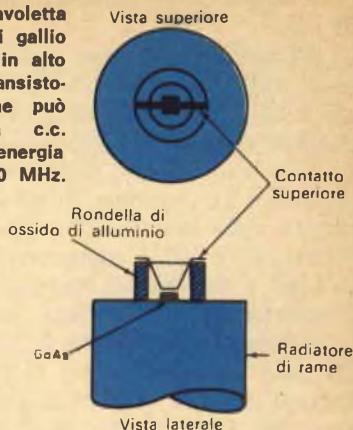 voletta
gallio
in alto
ansisto-
ne può
c.c.
energia
0 MHz.
Vista superiore
Contatto
superiore
Rondella di
ossido di alluminio
GaAs
Radiatore
di rame
Vista laterale